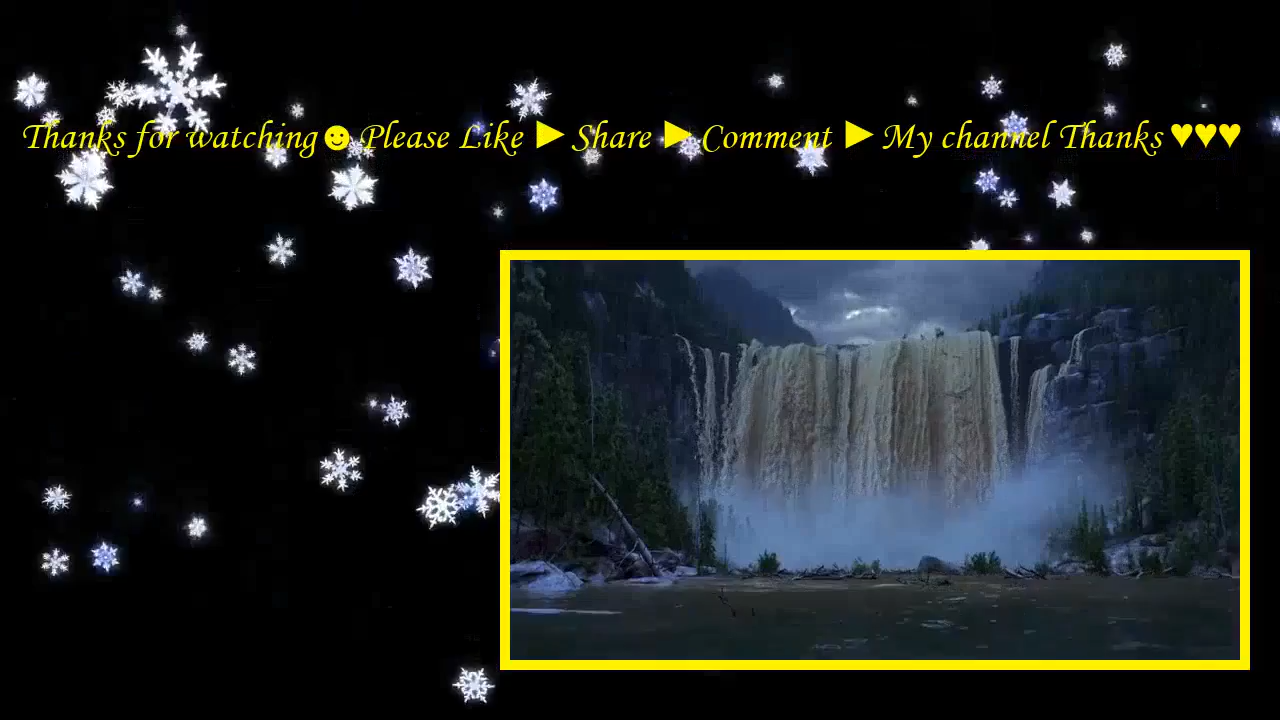 Thanks for watching☻Please Like ►Share ►Comment ►My channel Thanks ♥♥♥